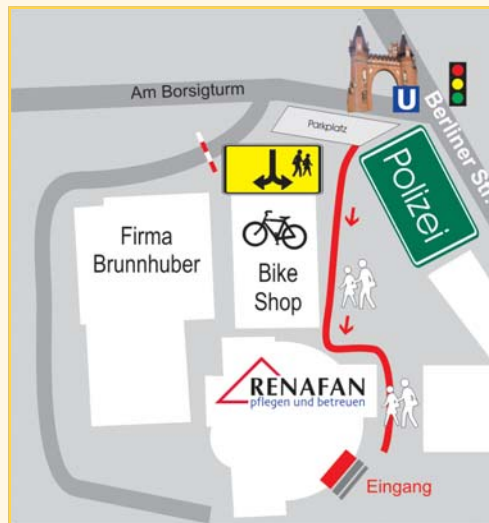 Am Borsigturm
U
Berliner Str.
Parkplatz
Polizei
Firma
Brunnhuber
Bike
Shop
RENAFAN
pflegen und betreuen
Eingang